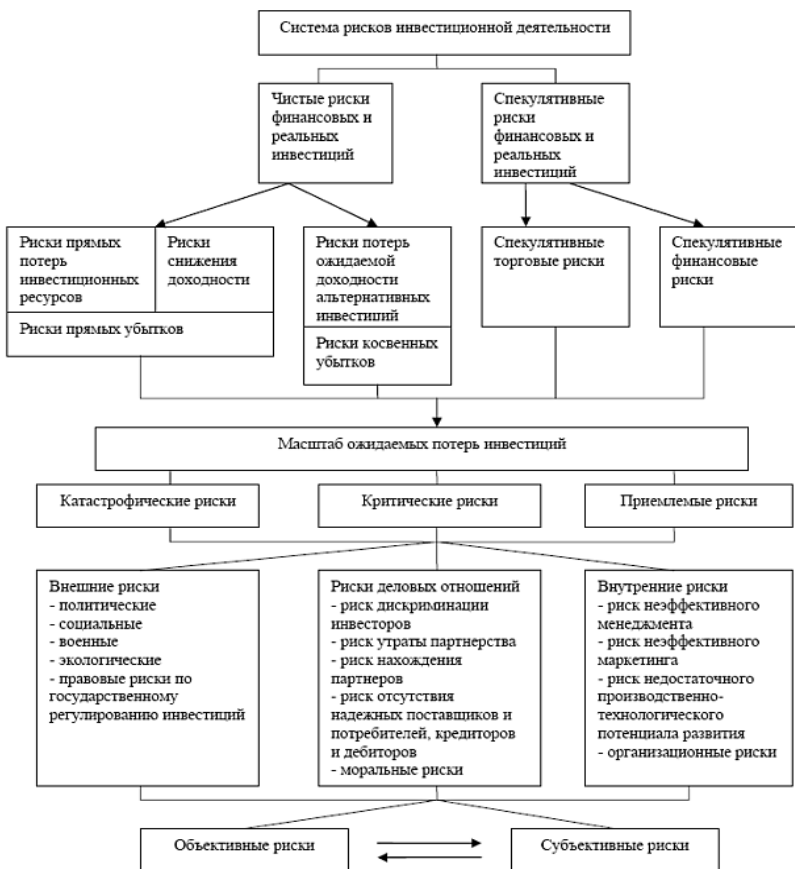 Система рисков инвестиционной деятельности
Чистые риски
финансовых и
реальных
инвестиций
Спекулятивные
риски
финансовых и
реальных
инвестиций
Риски прямых
потерь
инвестиционных
ресурсов
Риски
снижения
доходности
Риски прямых убытков
Риски потерь
ожидаемой
доходности
альтернативных
инвестиций
Риски косвенных
убытков
Спекулятивные
торговые риски
Спекулятивные
финансовые
риски
Масштаб ожидаемых потерь инвестиций
Катастрофические риски
Критические риски
Приемлемые риски
Внешние риски
- политические
- социальные
- военные
- экологические
- правовые риски по
государственному
регулированию инвестиций
Риски деловых отношений
- риск дискриминации
инвесторов
- риск утраты партнерства
- риск нахождения
партнеров
- риск отсутствия
надежных поставщиков и
потребителей, кредиторов
и дебиторов
- моральные риски
Внутренние риски
- риск неэффективного
менеджмента
- риск неэффективного
маркетинга
- риск недостаточного
производственно-
технологического
потенциала развития
- организационные риски
Объективные риски
Субъективные риски